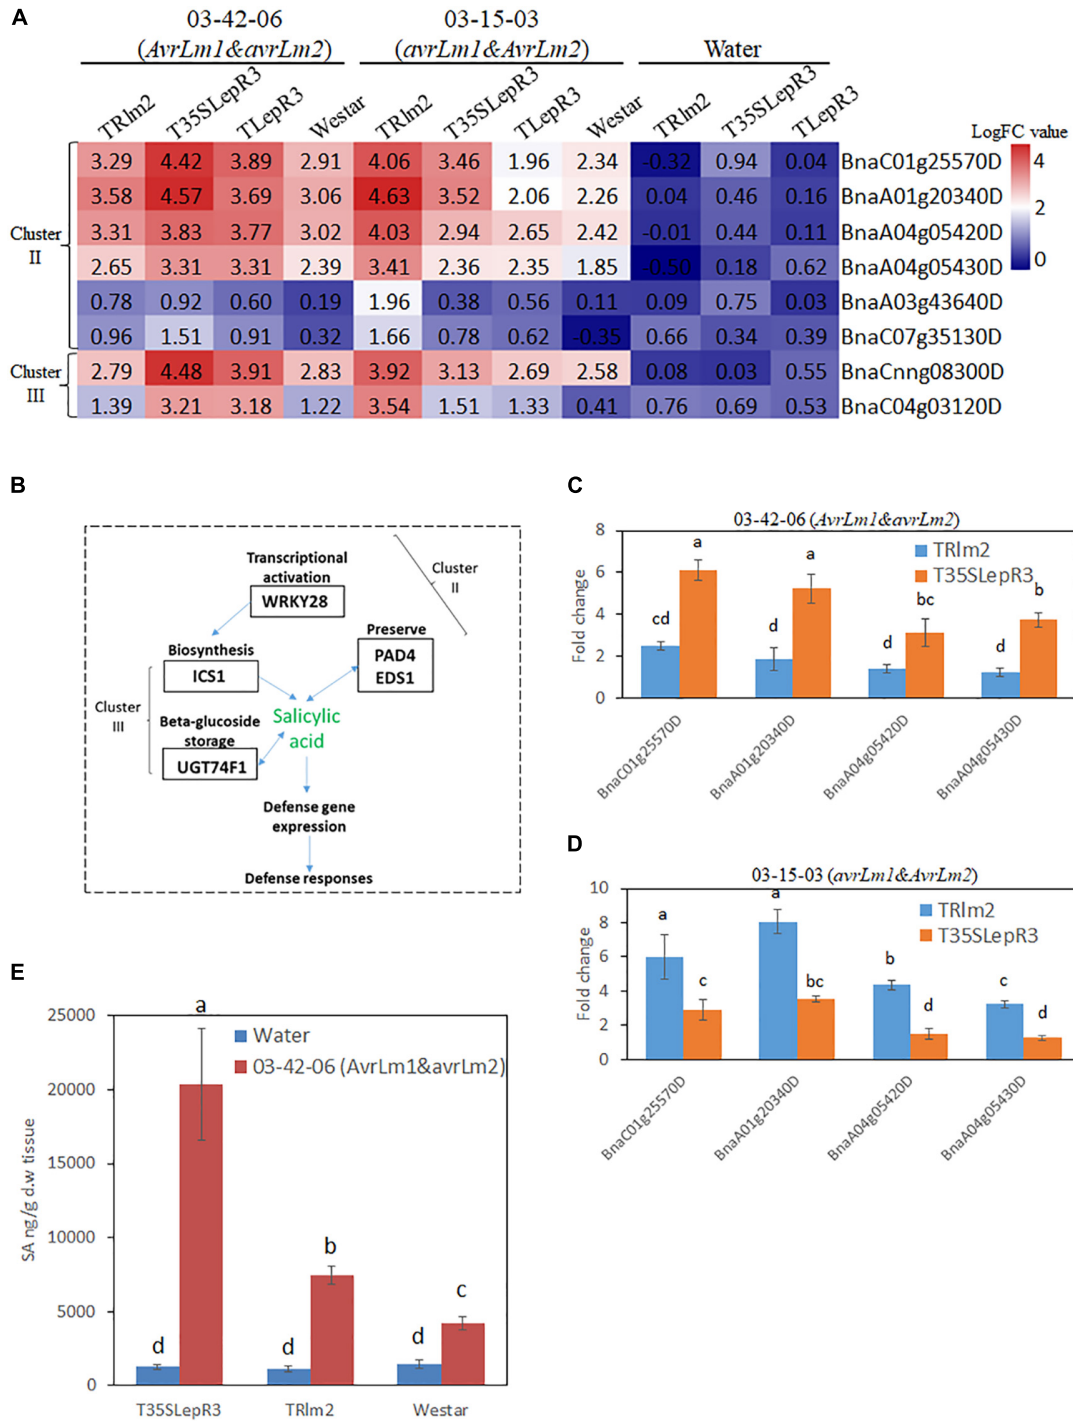 A
03-42-06
(AvrLm1&avrLm2)
03-15-03
(avrLm1&AvrLm2)
Water
TRlm2 T35SLepR3 TLepR3 Westar TRlm2 T35SLepR3 TLepR3 Westar TRlm2 T35SLepR3 TLepR3
LogFC value
4
2
0
Cluster
II
3.29 4.42 3.89 2.91 4.06 3.46 1.96 2.34 -0.32 0.94 0.04 BnaC01g25570D
3.58 4.57 3.69 3.06 4.63 3.52 2.06 2.26 0.04 0.46 0.16 BnaA01g20340D
3.31 3.83 3.77 3.02 4.03 2.94 2.65 2.42 -0.01 0.44 0.11 BnaA04g05420D
2.65 3.31 3.31 2.39 3.41 2.36 2.35 1.85 -0.50 0.18 0.62 BnaA04g05430D
0.78 0.92 0.60 0.19 1.96 0.38 0.56 0.11 0.09 0.75 0.03 BnaA03g43640D
0.96 1.51 0.91 0.32 1.66 0.78 0.62 -0.35 0.66 0.34 0.39 BnaC07g35130D
Cluster
III
2.79 4.48 3.91 2.83 3.92 3.13 2.69 2.58 0.08 0.03 0.55 BnaCnng08300D
1.39 3.21 3.18 1.22 3.54 1.51 1.33 0.41 0.76 0.69 0.53 BnaC04g03120D
B
Transcriptional
activation
WRKY28
Cluster
II
Preserve
PAD4
EDS1
Biosynthesis
ICS1
Cluster
III
Beta-glucoside
storage
UGT74F1
Salicylic
acid
Defense gene
expression
Defense responses
C
03-42-06 (AvrLm1&avrLm2)
TRlm2
T35SLepR3
Fold change
8
6
4
2
0
cd a d a d bc d b
BnaC01g25570D BnaA01g20340D BnaA04g05420D BnaA04g05430D
D
03-15-03 (avrLm1&AvrLm2)
TRlm2
T35SLepR3
Fold change
10
8
6
4
2
0
a c a bc b d c d
BnaC01g25570D BnaA01g20340D BnaA04g05420D BnaA04g05430D
E
Water
03-42-06 (AvrLm1&avrLm2)
SA ng/g d.w tissue
25000
20000
15000
10000
5000
0
d a d b d c
T35SLepR3 TRlm2 Westar